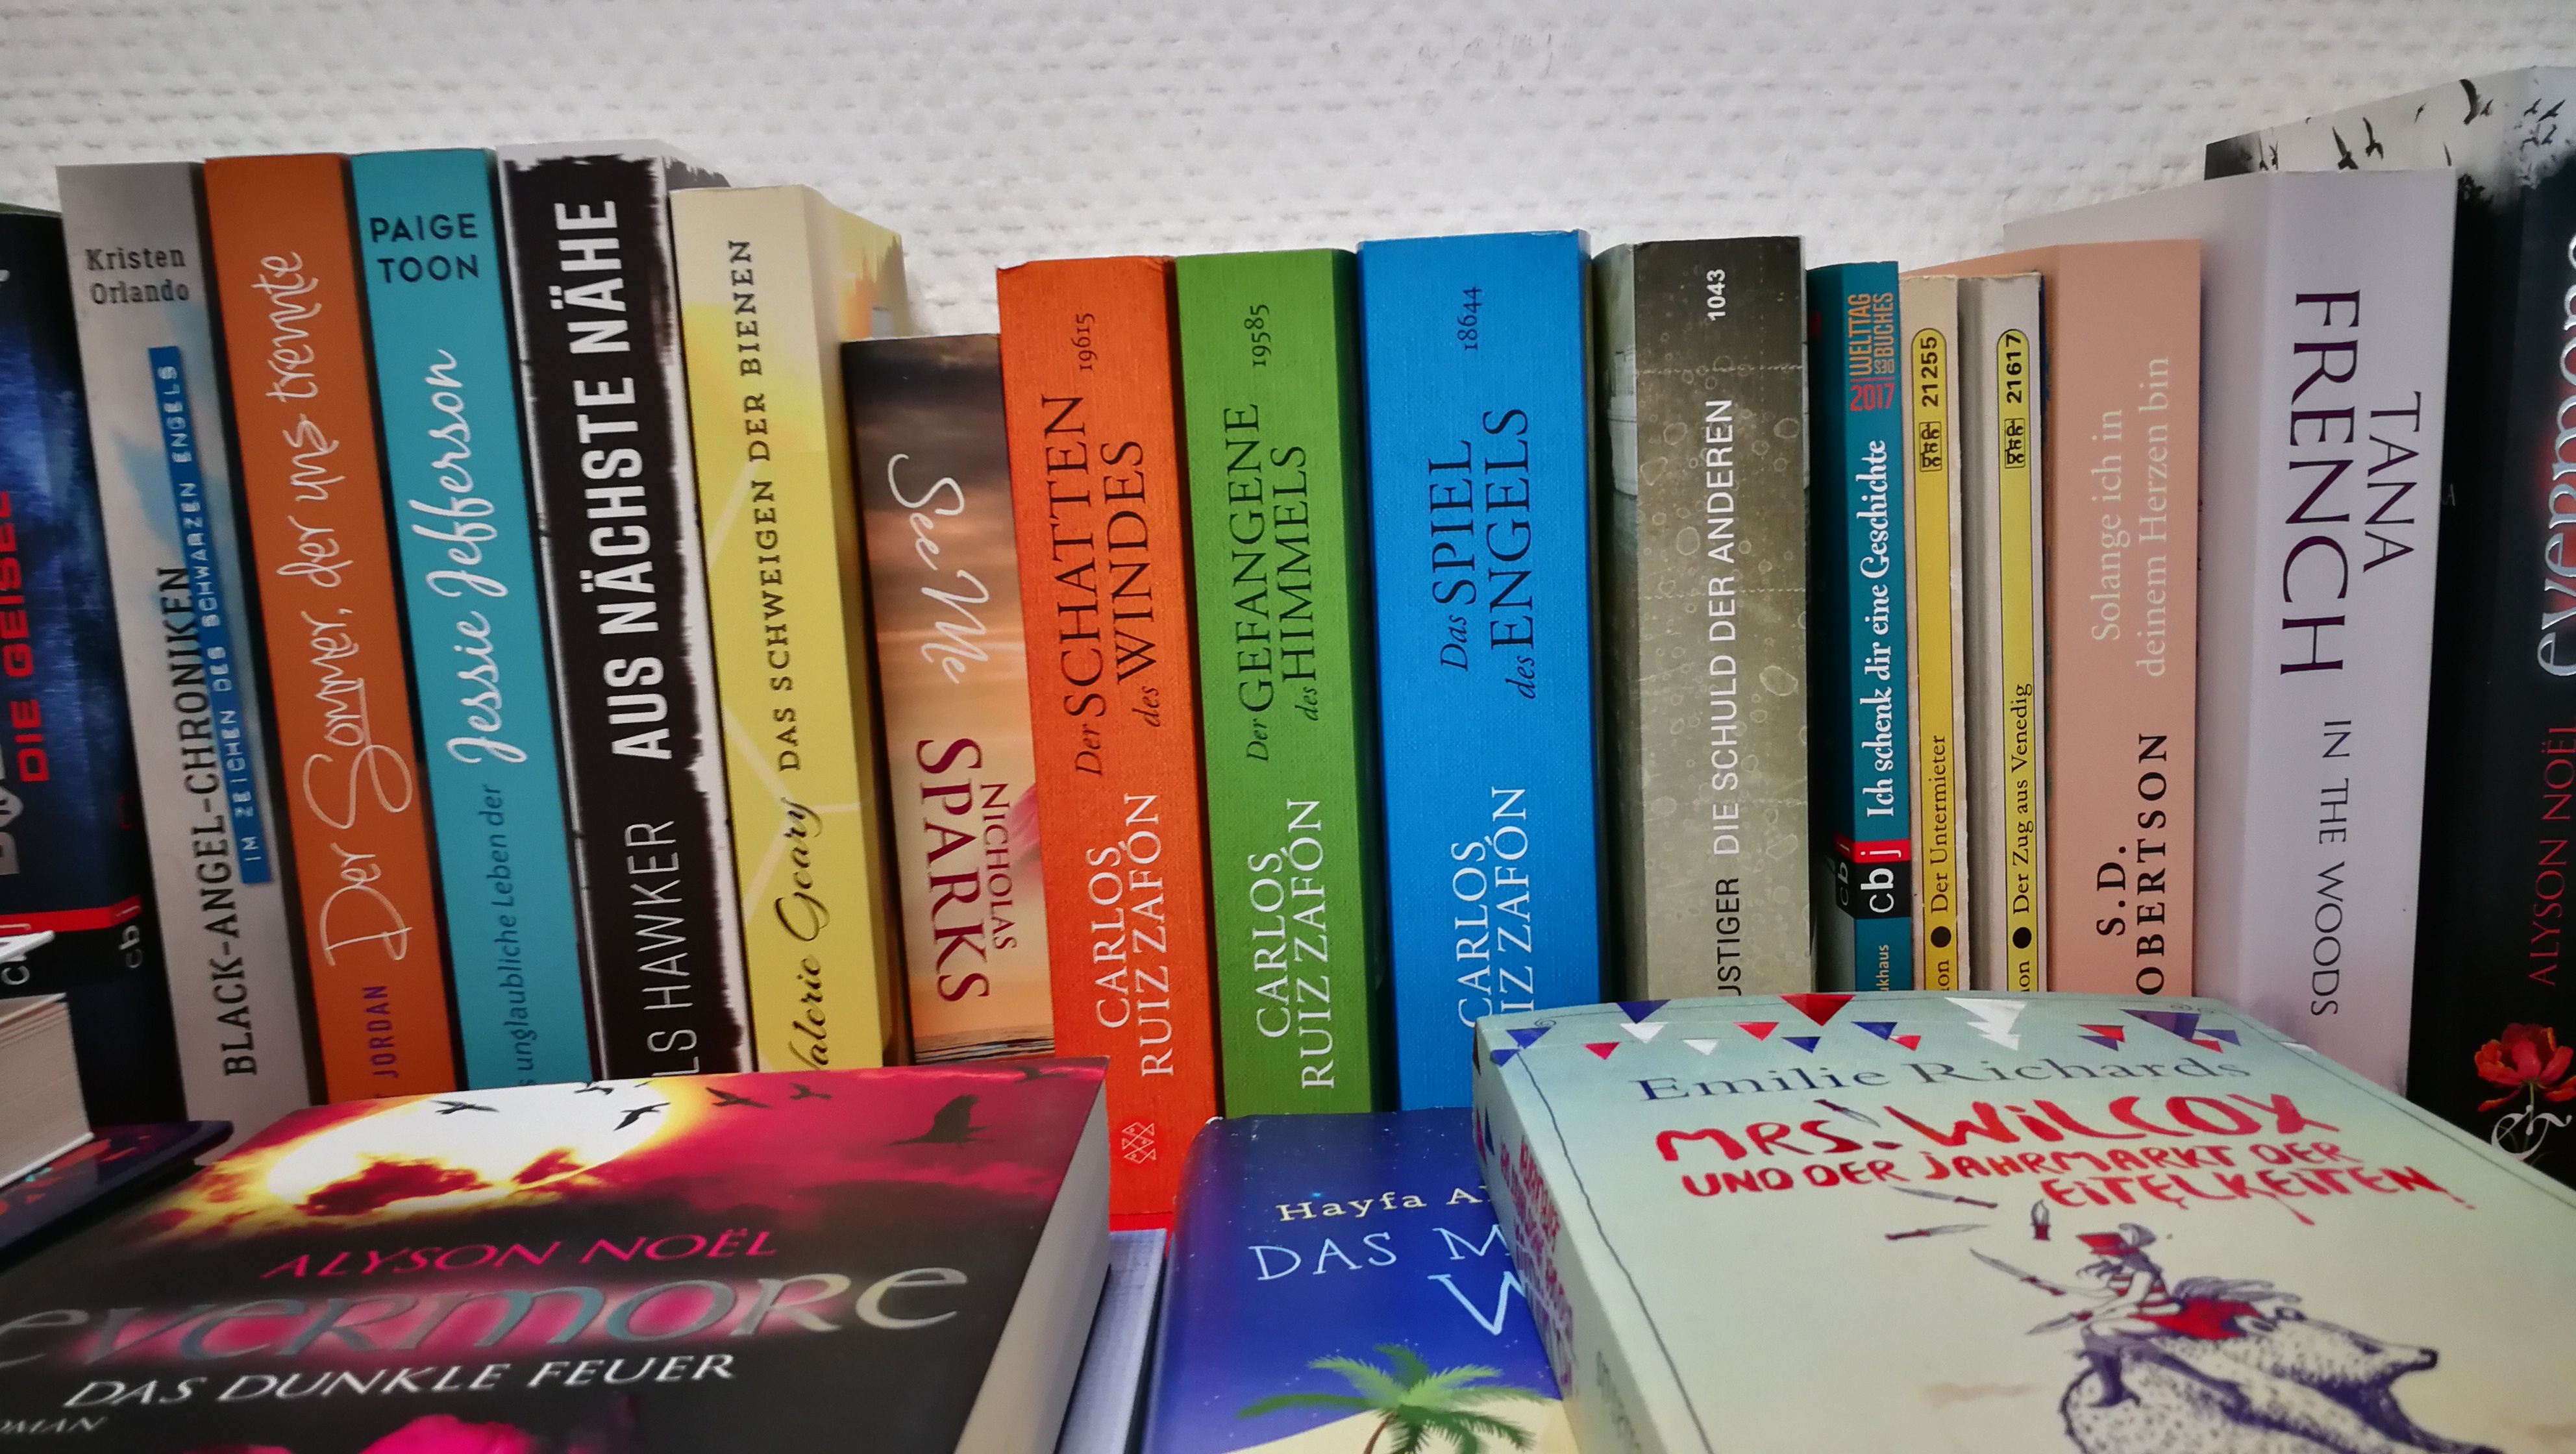 DIE GEISEL
cbj
Kristen
Orlando
BLACK-ANGEL-CHRONIKEN
IM ZEICHEN DES SCHWARZEN ENGELS
JORDAN
Der Sommer, der uns trennte
PAIGE
TOON
unglaubliche Leben der
Jessie Jefferson
LS HAWKER
AUS NÄCHSTE NÄHE
Valerie Geary
DAS SCHWEIGEN DER BIENEN
See Me
NICHOLAS
SPARKS
CARLOS
RUIZ ZAFÓN
Der SCHATTEN
des WINDES
19615
CARLOS
RUIZ ZAFÓN
Der GEFANGENE
des HIMMELS
19585
CARLOS
IZ ZAFÓN
Das SPIEL
des ENGELS
18644
USTIGER
DIE SCHULD DER ANDEREN
1043
ukhaus
cbj
Ich schenk dir eine Geschichte
2017
WELTTAG
DES
BUCHES
on ● Der Untermieter
21255
on ● Der Zug aus Venedig
21617
S.D.
OBERTSON
Solange ich in
deinem Herzen bin
TANA
FRENCH
IN THE WOODS
ALYSON NOËL
evermore
ALYSON NOËL
evermore
DAS DUNKLE FEUER
OMAN
Hayfa A
DAS M
W
Emilie Richards
MRS. WILCOX
UND DER JAHRMARKT DER
EITELKEITEN